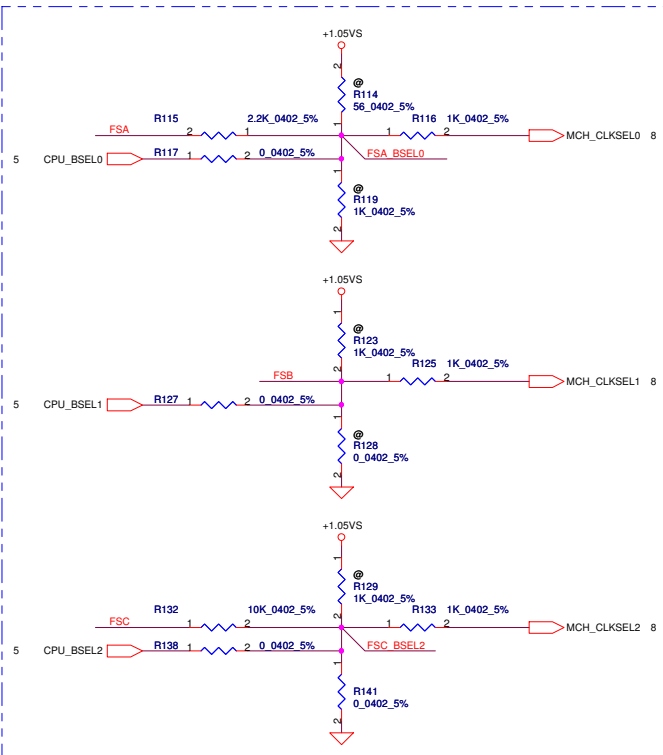 +1.05VS
2
@
R114
56_0402_5%
1
R115 2.2K_0402_5% R116 1K_0402_5%
FSA 2 1 1 2 MCH_CLKSEL0 8
5 CPU_BSEL0 R117 1 2 0_0402_5% FSA_BSEL0
1
@
R119
1K_0402_5%
2
+1.05VS
1
@
R123
1K_0402_5%
2
R125 1K_0402_5%
FSB 1 2 MCH_CLKSEL1 8
5 CPU_BSEL1 R127 1 2 0_0402_5%
1
@
R128
0_0402_5%
2
+1.05VS
1
@
R129
1K_0402_5%
2
R132 10K_0402_5% R133 1K_0402_5%
FSC 1 2 1 2 MCH_CLKSEL2 8
5 CPU_BSEL2 R138 1 2 0_0402_5% FSC_BSEL2
1
R141
0_0402_5%
2